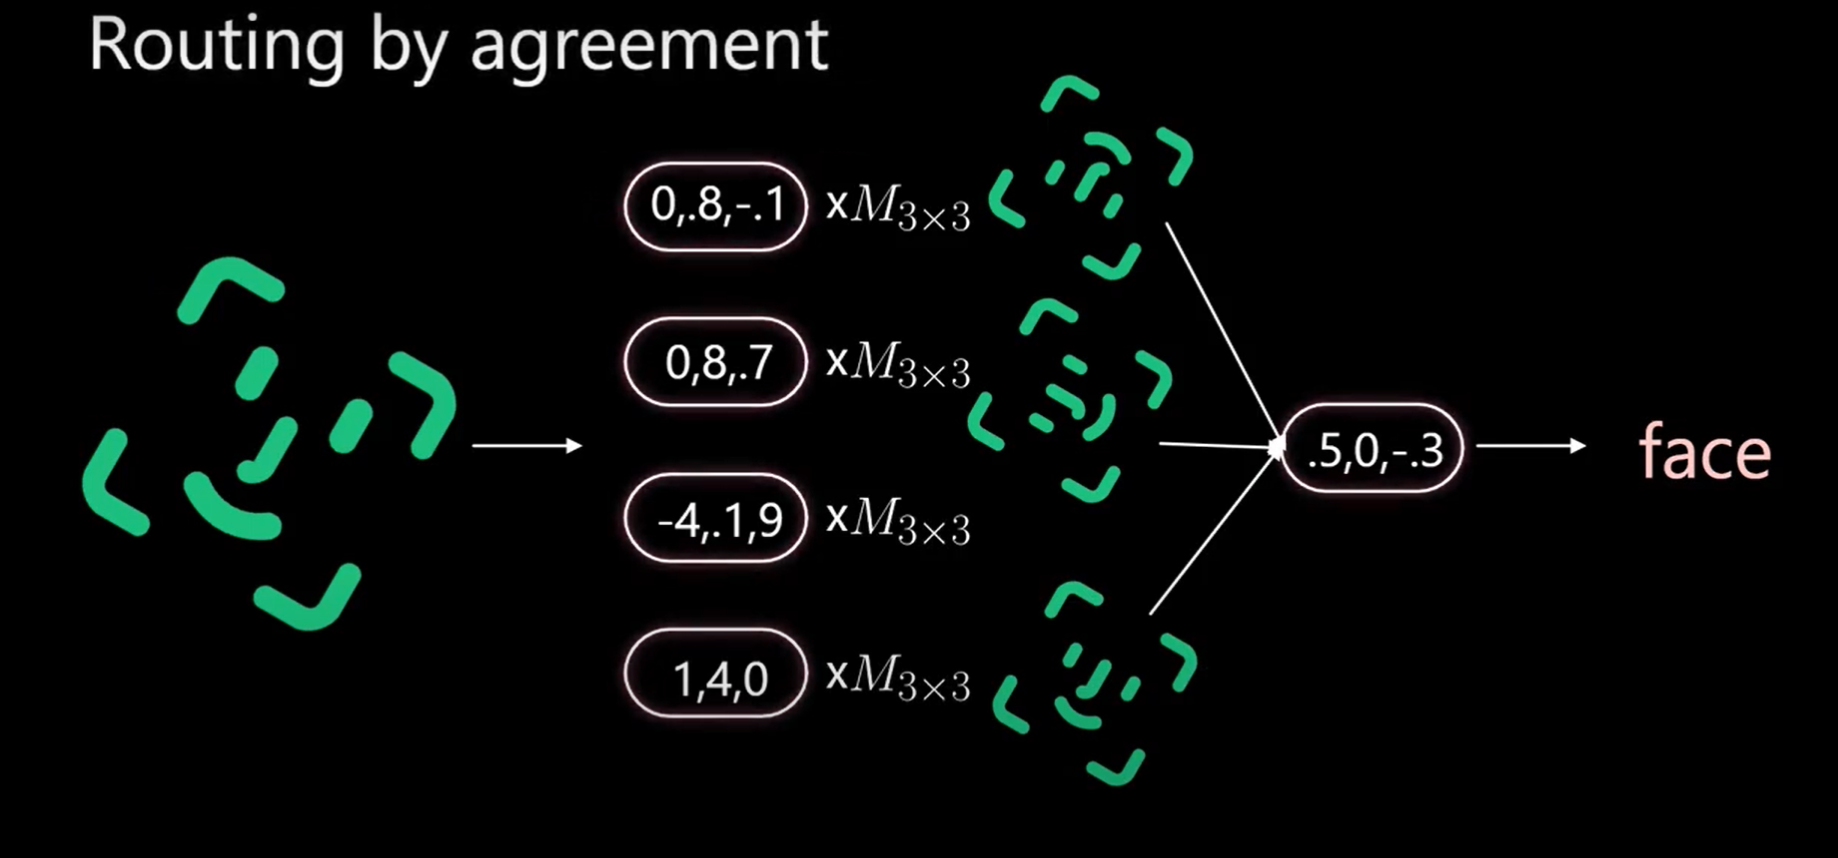 Routing by agreement
0,.8,-.1 xM3×3
0,8,.7 xM3×3
-4,.1,9 xM3×3
1,4,0 xM3×3
.5,0,-.3
face